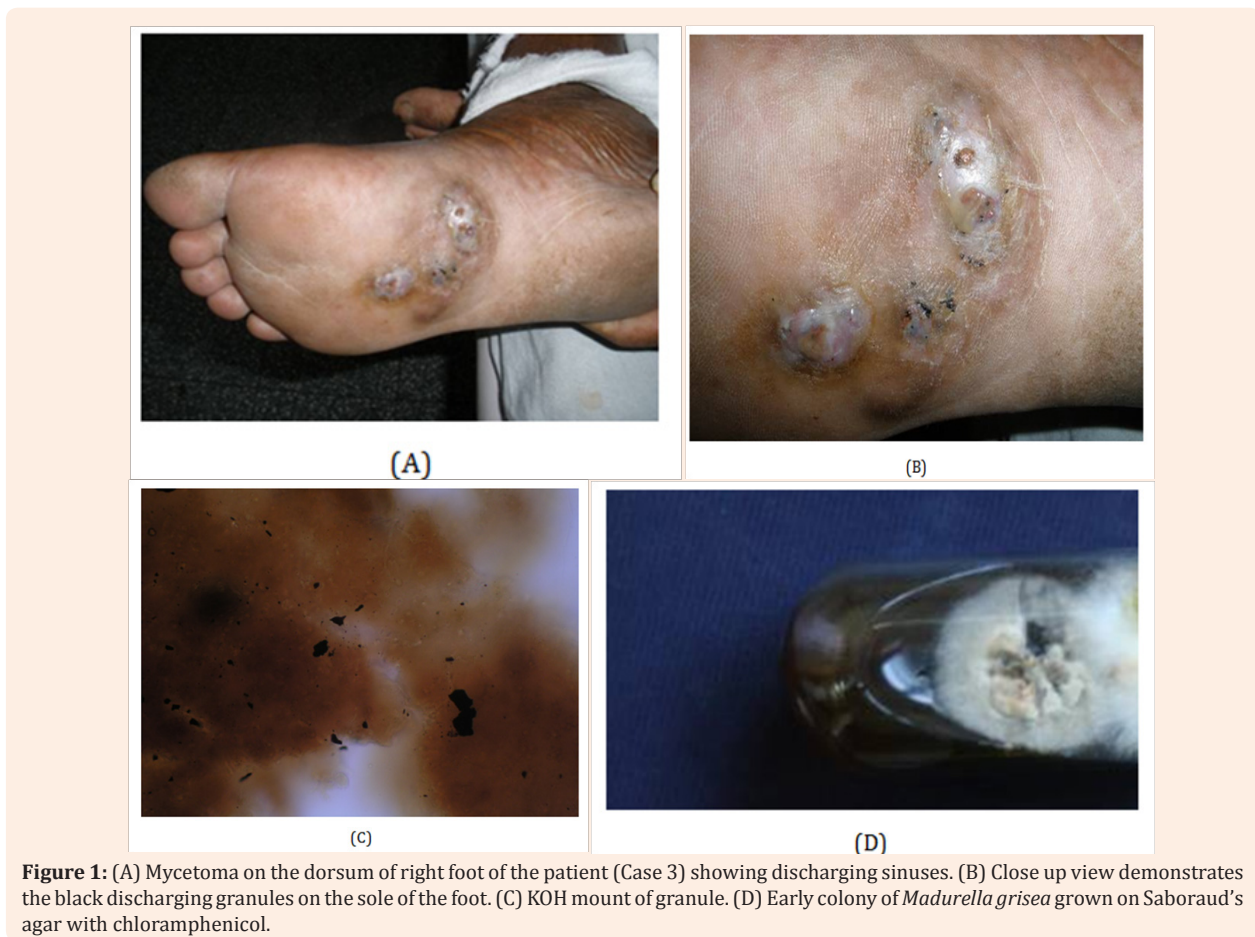 (A)
(B)
(C)
(D)
Figure 1: (A) Mycetoma on the dorsum of right foot of the patient (Case 3) showing discharging sinuses. (B) Close up view demonstrates
the black discharging granules on the sole of the foot. (C) KOH mount of granule. (D) Early colony of Madurella grisea grown on Saboraud's
agar with chloramphenicol.